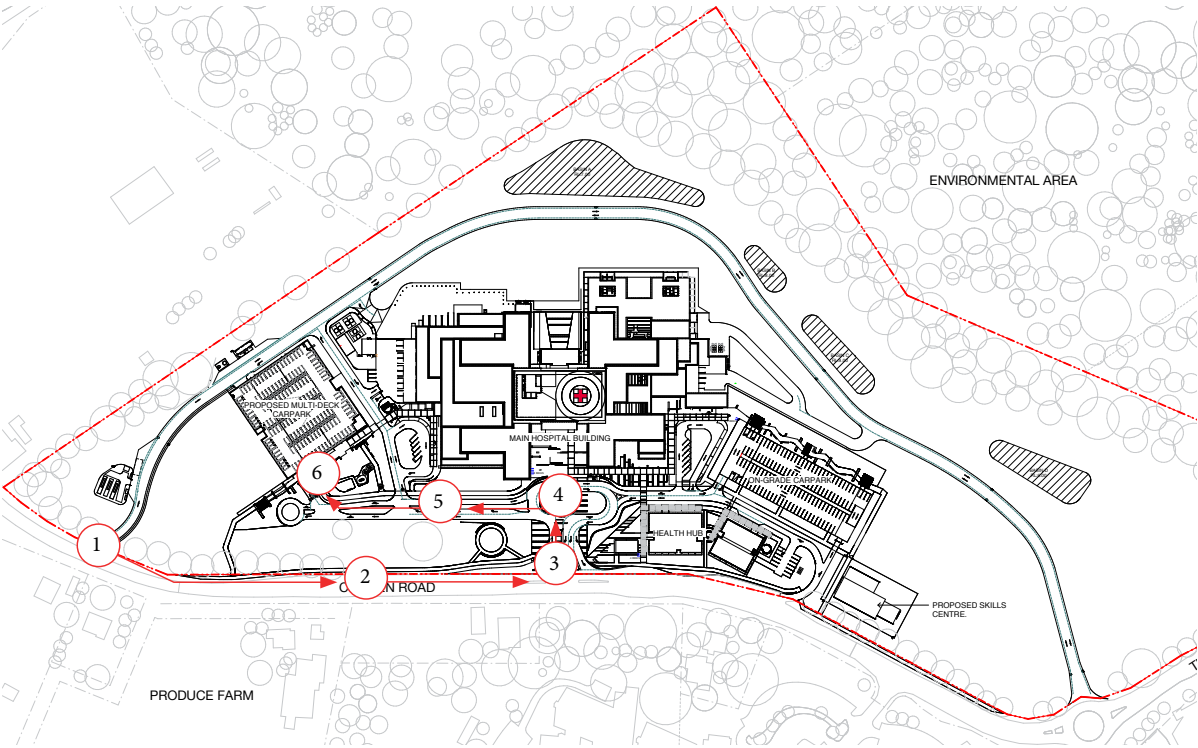 ENVIRONMENTAL AREA
PROPOSED MULTI-DECK
CARPARK
MAIN HOSPITAL BUILDING
6
5
4
ON-GRADE CARPARK
HEALTH HUB
1
2
3
ROAD
PROPOSED SKILLS
CENTRE.
PRODUCE FARM